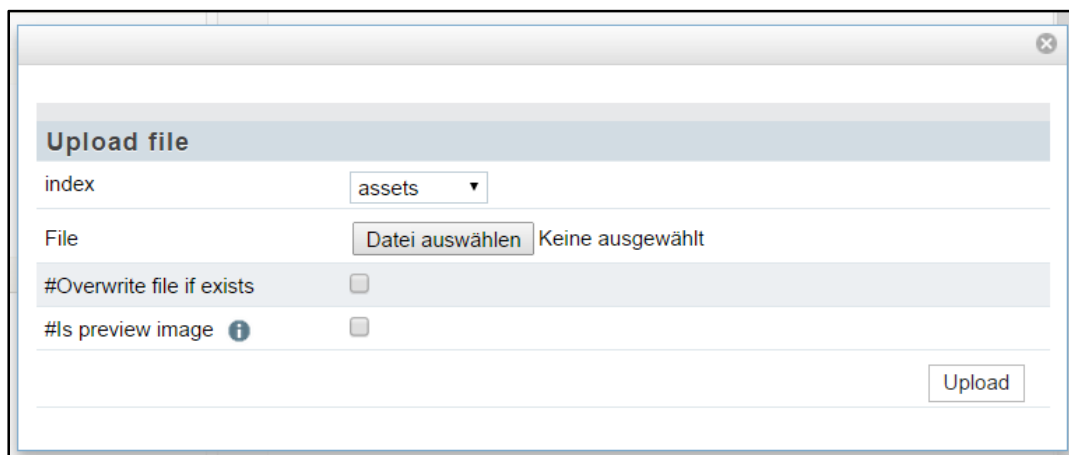 Upload file
index assets
File Datei auswählen Keine ausgewählt
#Overwrite file if exists
#Is preview image
Upload